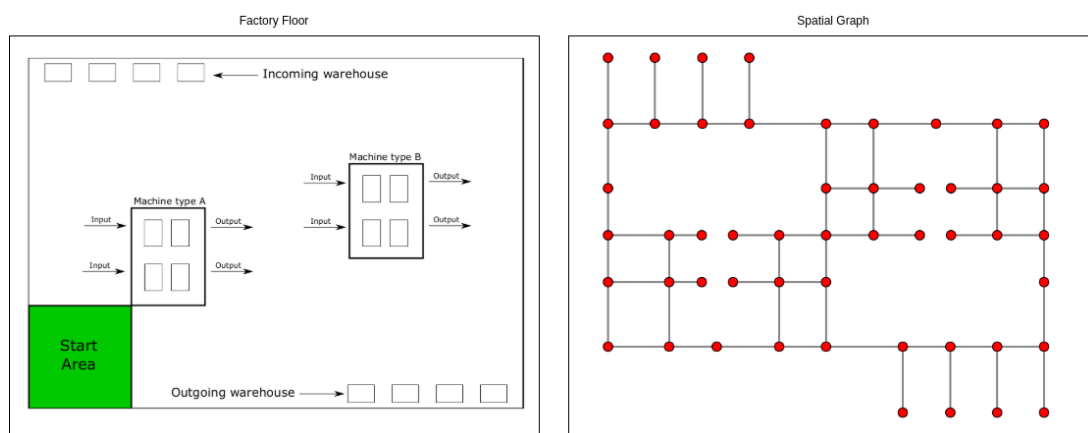 Factory Floor
Spatial Graph
Incoming warehouse
Machine type B
Input
Output
Input
Output
Machine type A
Input
Output
Input
Output
Start
Area
Outgoing warehouse